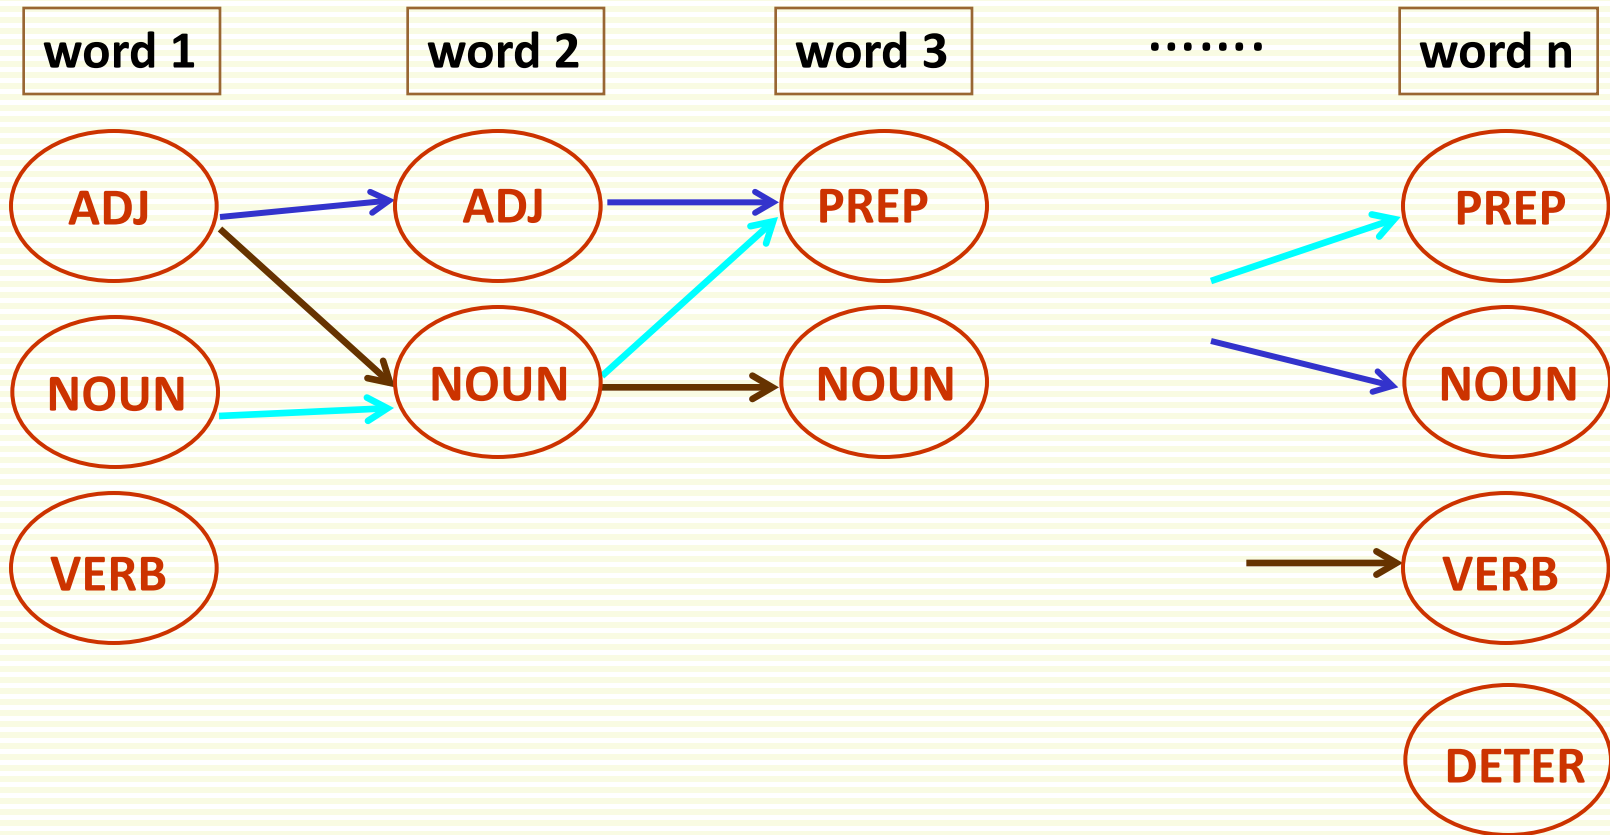 word 1 word 2 word 3 ....... word n
ADJ ADJ PREP PREP
NOUN NOUN NOUN NOUN
VERB VERB
DETER